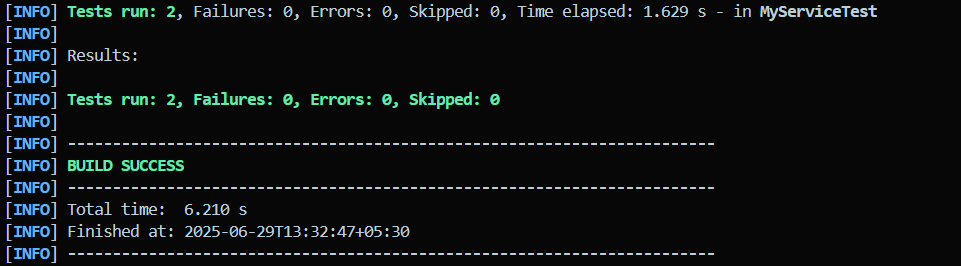 [INFO] Tests run: 2, Failures: 0, Errors: 0, Skipped: 0, Time elapsed: 1.629 s - in MyServiceTest
[INFO]
[INFO] Results:
[INFO]
[INFO] Tests run: 2, Failures: 0, Errors: 0, Skipped: 0
[INFO]
[INFO] ------------------------------------------------------------------------
[INFO] BUILD SUCCESS
[INFO] ------------------------------------------------------------------------
[INFO] Total time:  6.210 s
[INFO] Finished at: 2025-06-29T13:32:47+05:30
[INFO] ------------------------------------------------------------------------